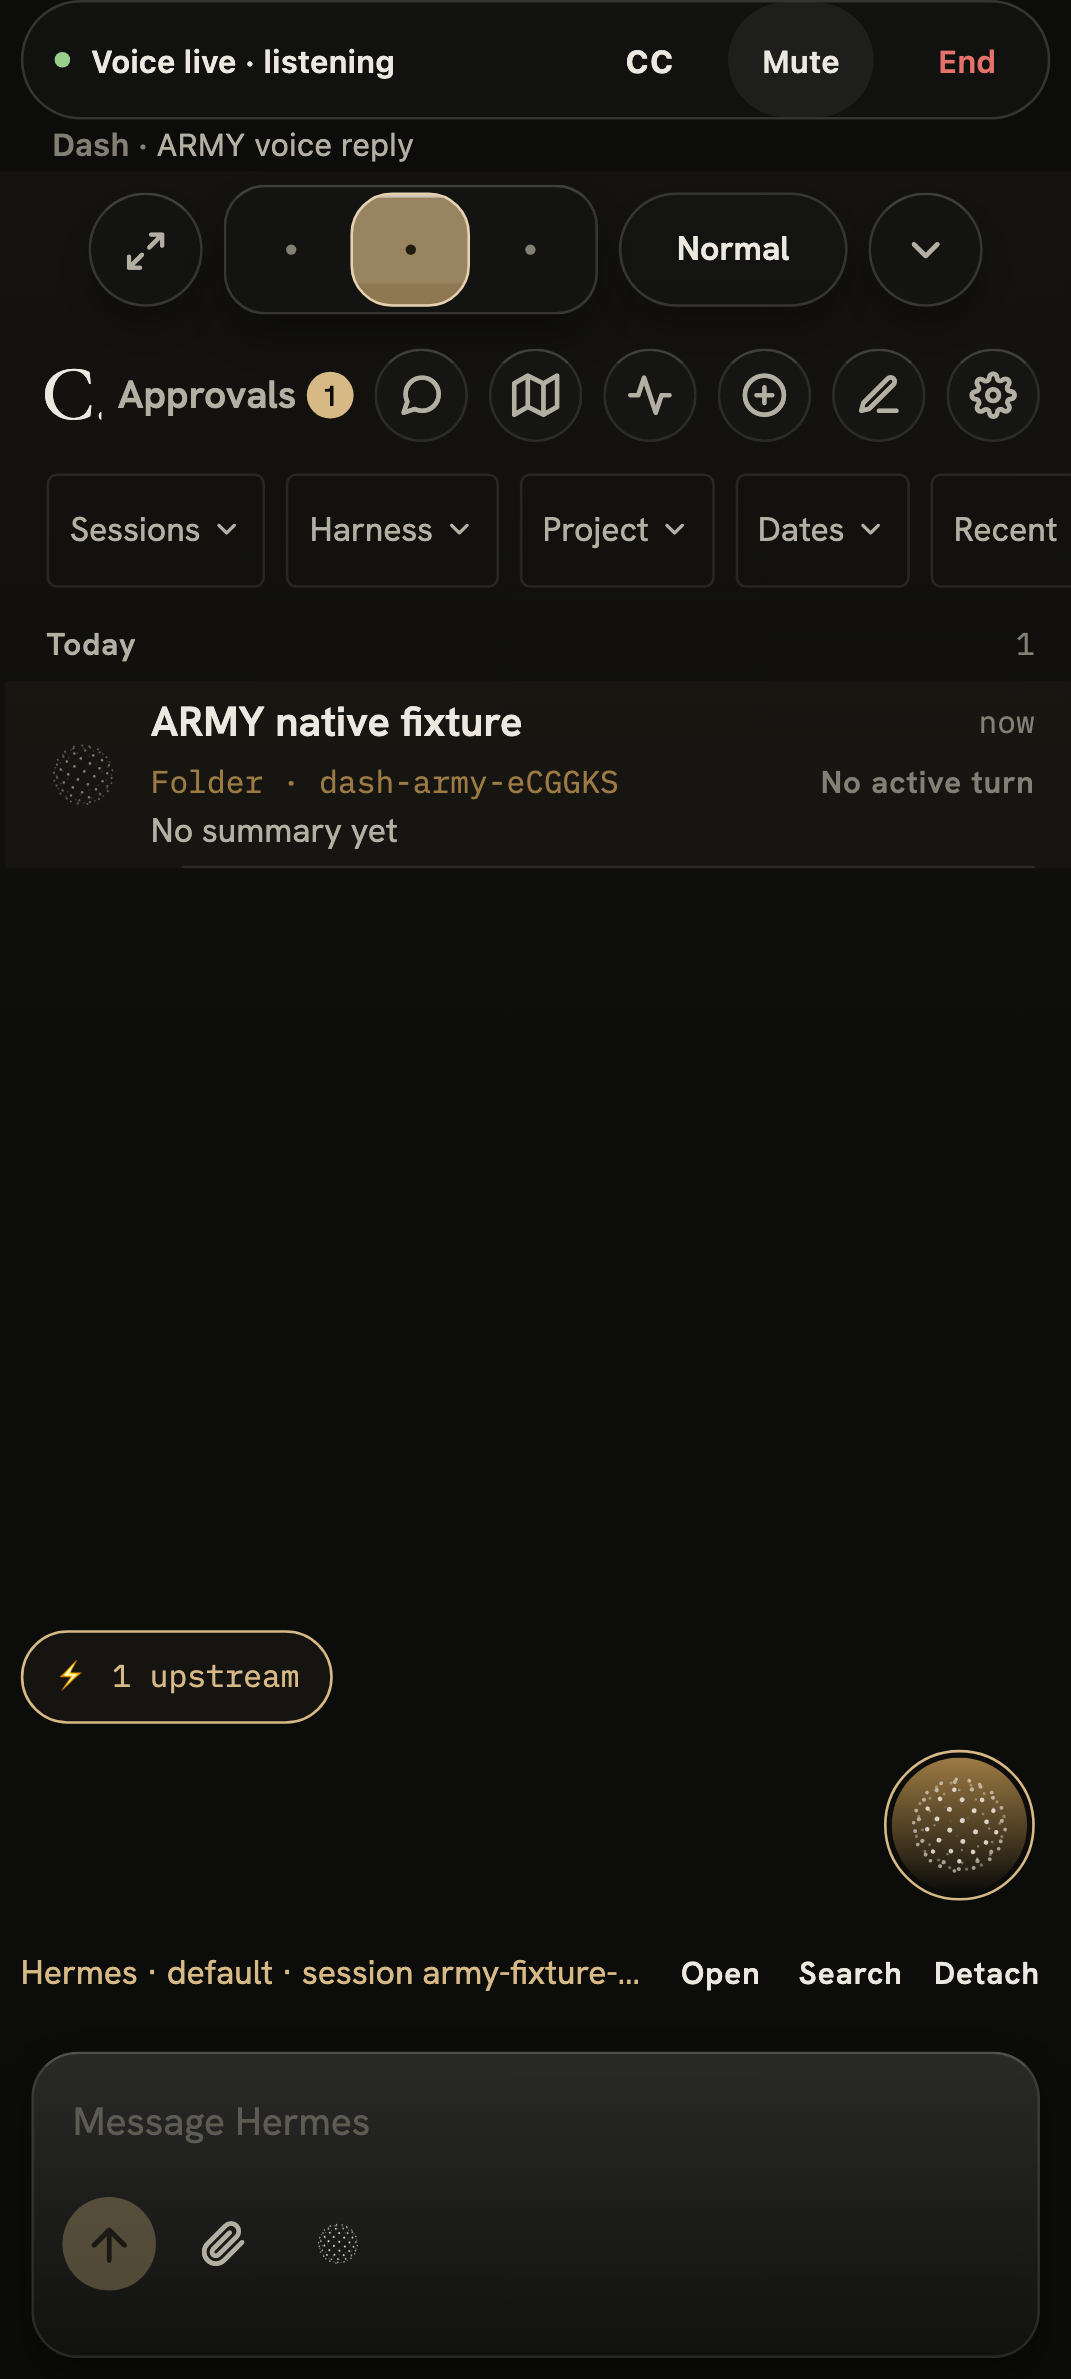 Voice live · listening CC Mute End
Dash · ARMY voice reply
Normal
C. Approvals 1
Sessions Harness Project Dates Recent
Today 1
ARMY native fixture now
Folder · dash-army-eCGGKS No active turn
No summary yet
⚡ 1 upstream
Hermes · default · session army-fixture-… Open Search Detach
Message Hermes